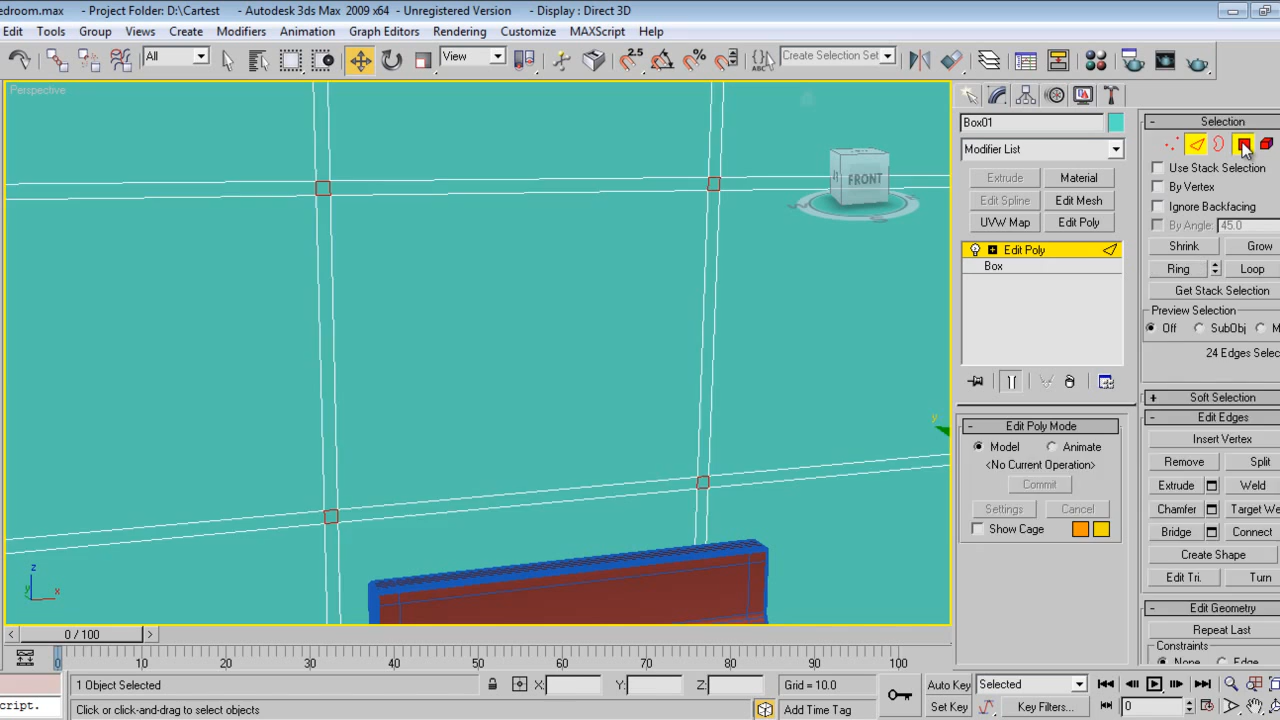 edroom.max - Project Folder: D:\Cartest - Autodesk 3ds Max 2009 x64 - Unregistered Version - Display : Direct 3D
Edit Tools Group Views Create Modifiers Animation Graph Editors Rendering Customize MAXScript Help
All View 2.5 ABC Create Selection Set
Perspective
FRONT
Box01
Modifier List
Extrude Material
Edit Spline Edit Mesh
UVW Map Edit Poly
Edit Poly
Box
Edit Poly Mode
Model Animate
<No Current Operation>
Commit
Settings Cancel
Show Cage
Selection
Use Stack Selection
By Vertex
Ignore Backfacing
By Angle: 45.0
Shrink Grow
Ring Loop
Get Stack Selection
Preview Selection
Off SubObj M
24 Edges Selec
Soft Selection
Edit Edges
Insert Vertex
Remove Split
Extrude Weld
Chamfer Target We
Bridge Connect
Create Shape
Edit Tri. Turn
Edit Geometry
Repeat Last
Constraints
None Edge
z
x
y
0 / 100
0 10 20 30 40 50 60 70 80 90 100
1 Object Selected X: Y: Z: Grid = 10.0 Auto Key Selected
cript. Click or click-and-drag to select objects Add Time Tag Set Key Key Filters... 0